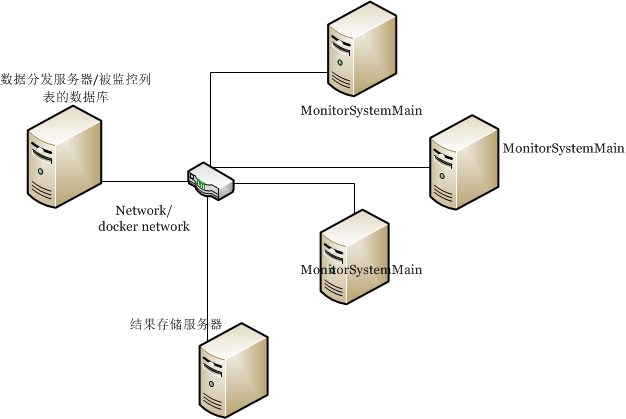 MonitorSystemMain
数据分发服务器/被监控列
表的数据库
MonitorSystemMain
Network/
docker network
MonitorSystemMain
结果存储服务器